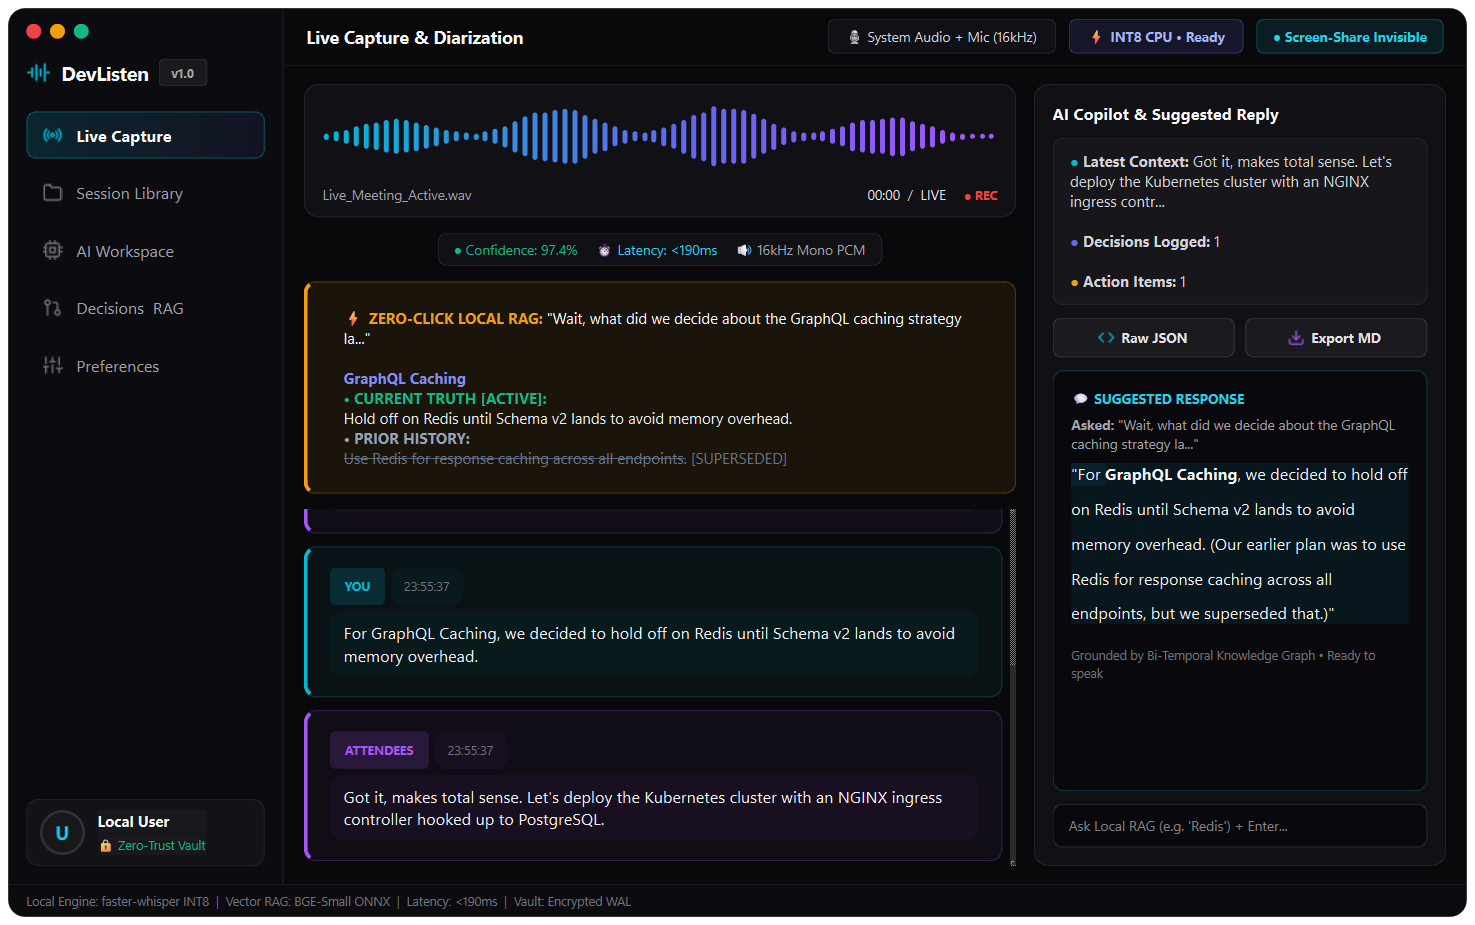 DevListen v1.0
Live Capture
Session Library
AI Workspace
Decisions RAG
Preferences
U
Local User
Zero-Trust Vault
Live Capture & Diarization
System Audio + Mic (16kHz)
INT8 CPU • Ready
• Screen-Share Invisible
Live_Meeting_Active.wav
00:00 / LIVE
• REC
• Confidence: 97.4%
Latency: <190ms
16kHz Mono PCM
ZERO-CLICK LOCAL RAG: "Wait, what did we decide about the GraphQL caching strategy
la..."
GraphQL Caching
• CURRENT TRUTH [ACTIVE]:
Hold off on Redis until Schema v2 lands to avoid memory overhead.
• PRIOR HISTORY:
Use Redis for response caching across all endpoints. [SUPERSEDED]
YOU
23:55:37
For GraphQL Caching, we decided to hold off on Redis until Schema v2 lands to avoid
memory overhead.
ATTENDEES
23:55:37
Got it, makes total sense. Let's deploy the Kubernetes cluster with an NGINX ingress
controller hooked up to PostgreSQL.
AI Copilot & Suggested Reply
• Latest Context: Got it, makes total sense. Let's
deploy the Kubernetes cluster with an NGINX
ingress contr...
• Decisions Logged: 1
• Action Items: 1
<> Raw JSON
Export MD
SUGGESTED RESPONSE
Asked: "Wait, what did we decide about the GraphQL
caching strategy la..."
"For GraphQL Caching, we decided to hold off
on Redis until Schema v2 lands to avoid
memory overhead. (Our earlier plan was to use
Redis for response caching across all
endpoints, but we superseded that.)"
Grounded by Bi-Temporal Knowledge Graph • Ready to
speak
Ask Local RAG (e.g. 'Redis') + Enter...
Local Engine: faster-whisper INT8 | Vector RAG: BGE-Small ONNX | Latency: <190ms | Vault: Encrypted WAL